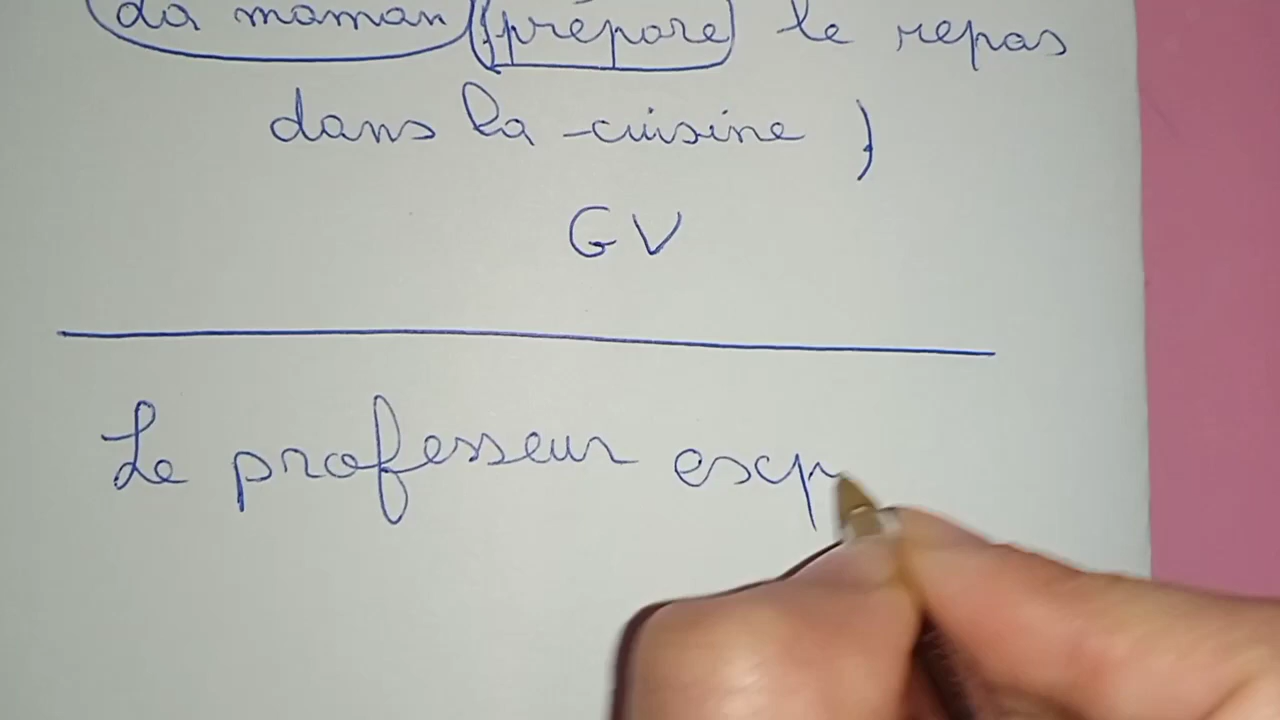 La maman (prépare le repas
dans la cuisine )
GV
Le professeur exp